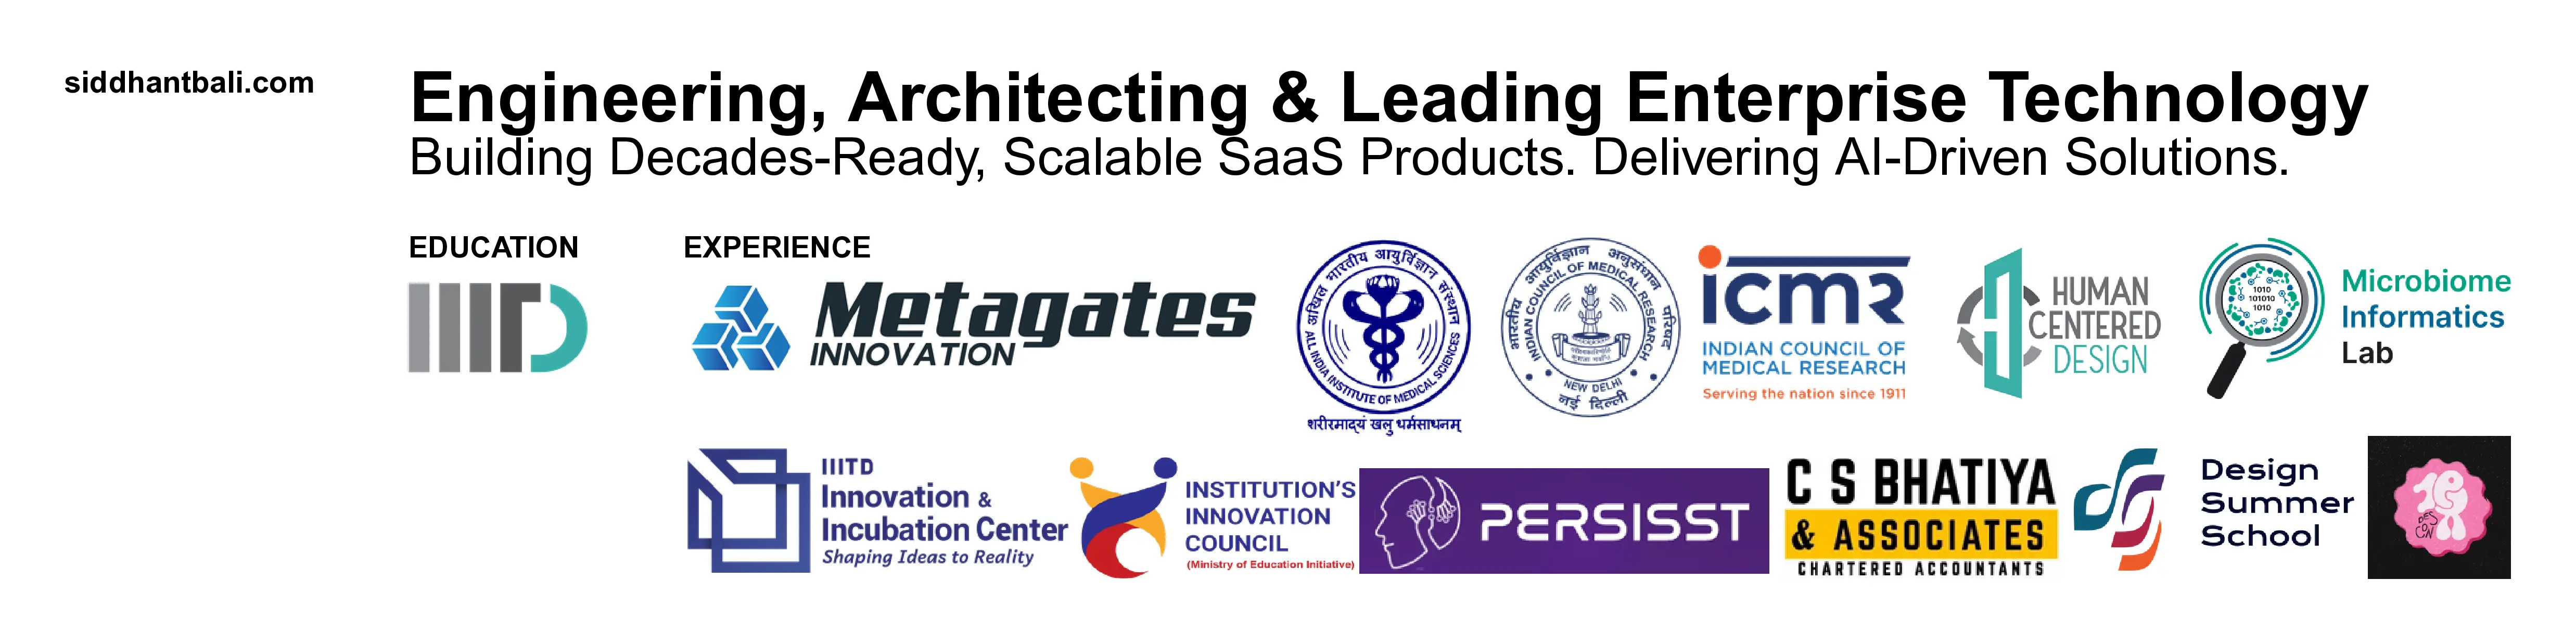 siddhantbali.com
Engineering, Architecting & Leading Enterprise Technology
Building Decades-Ready, Scalable SaaS Products. Delivering AI-Driven Solutions.
EDUCATION
IIITD
EXPERIENCE
Metagates
INNOVATION
अखिल भारतीय आयुर्विज्ञान संस्थान
ALL INDIA INSTITUTE OF MEDICAL SCIENCES
शरीरमाद्यं खलु धर्मसाधनम्
भारतीय आयुर्विज्ञान अनुसंधान परिषद
INDIAN COUNCIL OF MEDICAL RESEARCH
NEW DELHI
नई दिल्ली
icmr
INDIAN COUNCIL OF
MEDICAL RESEARCH
Serving the nation since 1911
HUMAN
CENTERED
DESIGN
1010
101010
1010
Microbiome
Informatics
Lab
IIITD
Innovation &
Incubation Center
Shaping Ideas to Reality
INSTITUTION'S
INNOVATION
COUNCIL
(Ministry of Education Initiative)
PERSISST
C S BHATIYA
& ASSOCIATES
CHARTERED ACCOUNTANTS
Design
Summer
School